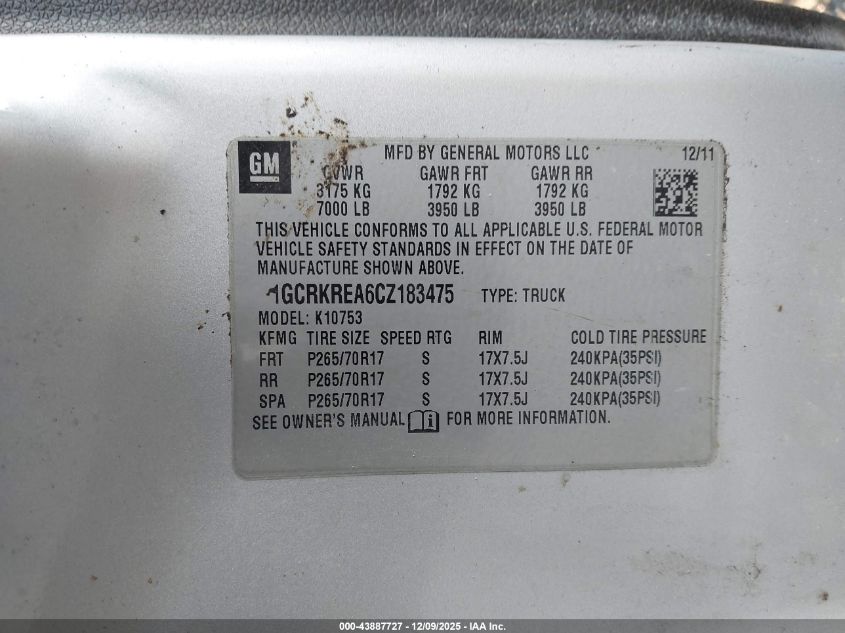 GM
MFD BY GENERAL MOTORS LLC 12/11
GVWR GAWR FRT GAWR RR
3175 KG 1792 KG 1792 KG
7000 LB 3950 LB 3950 LB
THIS VEHICLE CONFORMS TO ALL APPLICABLE U.S. FEDERAL MOTOR
VEHICLE SAFETY STANDARDS IN EFFECT ON THE DATE OF
MANUFACTURE SHOWN ABOVE.
1GCRKREA6CZ183475 TYPE: TRUCK
MODEL: K10753
KFMG TIRE SIZE SPEED RTG RIM COLD TIRE PRESSURE
FRT P265/70R17 S 17X7.5J 240KPA(35PSI)
RR P265/70R17 S 17X7.5J 240KPA(35PSI)
SPA P265/70R17 S 17X7.5J 240KPA(35PSI)
SEE OWNER'S MANUAL FOR MORE INFORMATION.
000-43887727 - 12/09/2025 - IAA Inc.